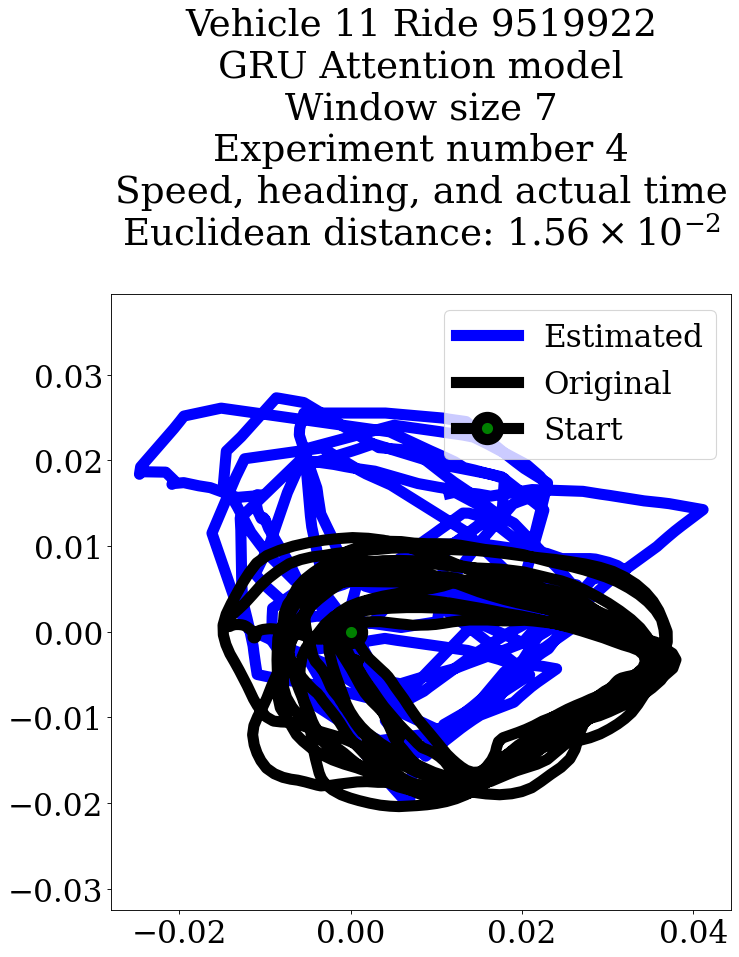 Vehicle 11 Ride 9519922
GRU Attention model
Window size 7
Experiment number 4
Speed, heading, and actual time
Euclidean distance: 1.56 × 10⁻²
Estimated
Original
Start
0.03
0.02
0.01
0.00
−0.01
−0.02
−0.03
−0.02 0.00 0.02 0.04